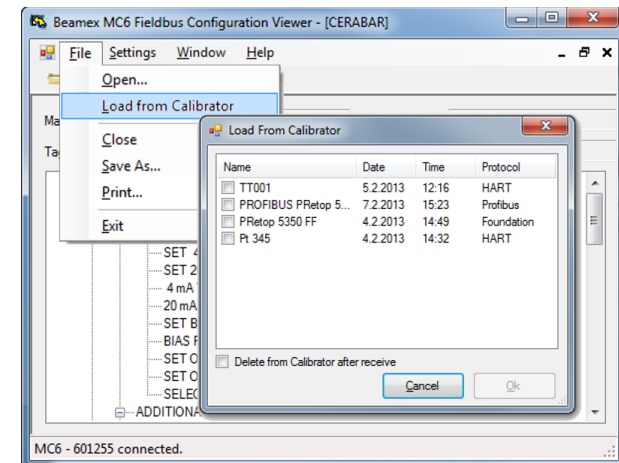 Beamex MC6 Fieldbus Configuration Viewer - [CERABAR]
File Settings Window Help
Open...
Load from Calibrator
Close
Save As...
Print...
Exit
Load From Calibrator
Name Date Time Protocol
TT001 5.2.2013 12:16 HART
PROFIBUS PRetop 5... 7.2.2013 15:23 Profibus
PRetop 5350 FF 4.2.2013 14:49 Foundation
Pt 345 4.2.2013 14:32 HART
Delete from Calibrator after receive
Cancel Ok
Ma
Ta
SET 4
SET 2
4 mA
20 mA
SET B
BIAS F
SET O
SET O
SELEC
ADDITIONA
MC6 - 601255 connected.